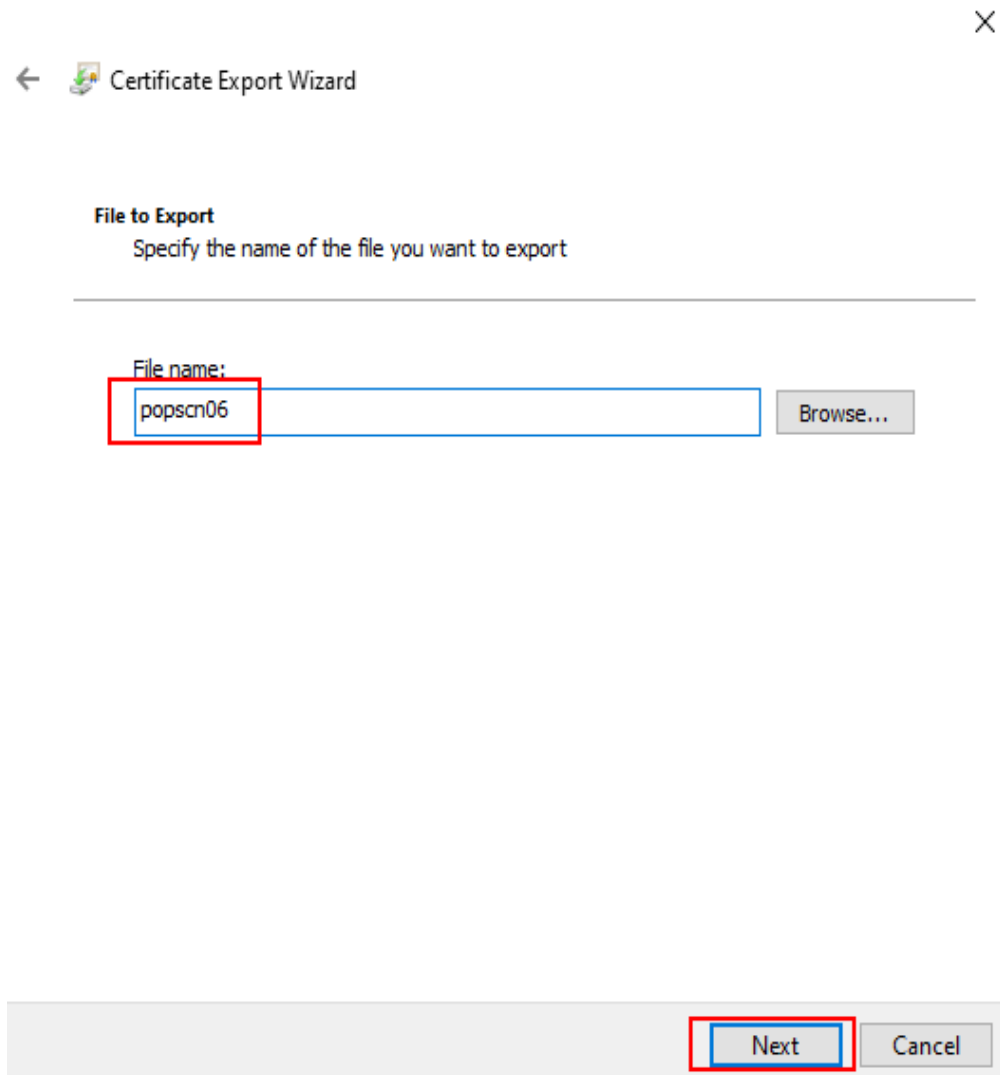 Certificate Export Wizard
File to Export
Specify the name of the file you want to export
File name:
popscn06
Browse...
Next
Cancel